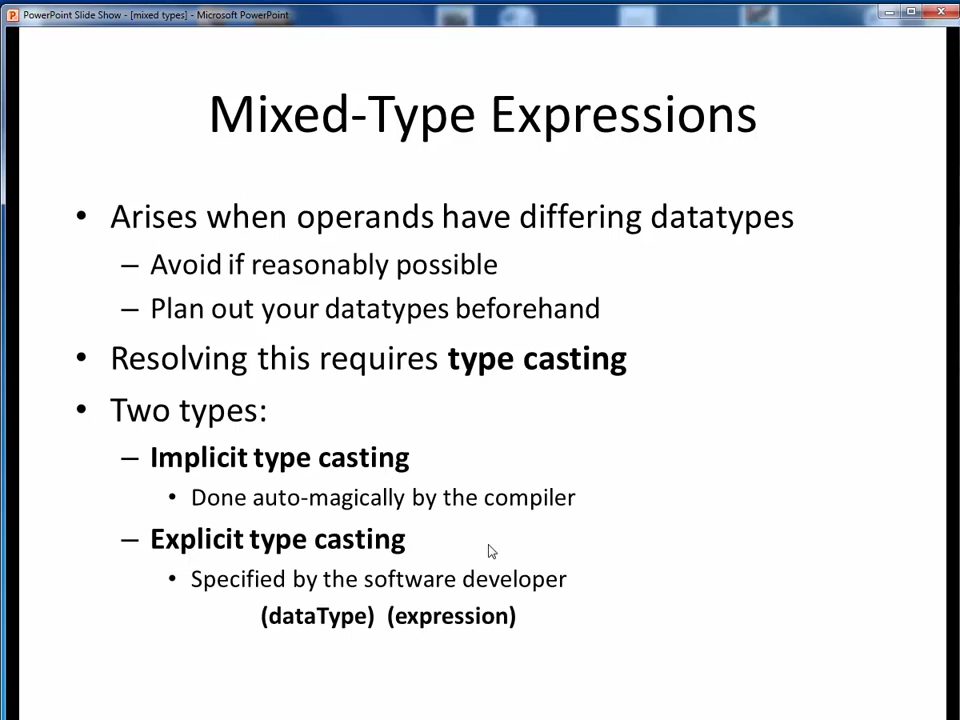 PowerPoint Slide Show - [mixed types] - Microsoft PowerPoint
Mixed-Type Expressions
• Arises when operands have differing datatypes
– Avoid if reasonably possible
– Plan out your datatypes beforehand
• Resolving this requires type casting
• Two types:
– Implicit type casting
• Done auto-magically by the compiler
– Explicit type casting
• Specified by the software developer
(dataType) (expression)